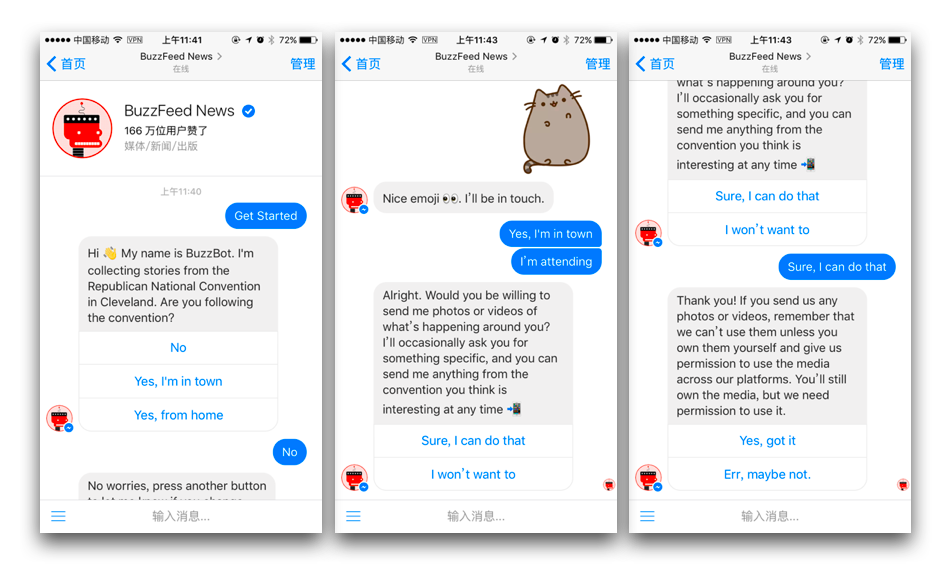 中国移动 VPN 上午11:41 72%
首页 BuzzFeed News 管理
在线
BuzzFeed News
166 万位用户赞了
媒体/新闻/出版
上午11:40
Get Started
Hi 👋 My name is BuzzBot. I'm
collecting stories from the
Republican National Convention
in Cleveland. Are you following
the convention?
No
Yes, I'm in town
Yes, from home
No
No worries, press another button
to let me know if you change
输入消息...
中国移动 VPN 上午11:43 72%
首页 BuzzFeed News 管理
在线
Nice emoji 👀. I'll be in touch.
Yes, I'm in town
I'm attending
Alright. Would you be willing to
send me photos or videos of
what's happening around you?
I'll occasionally ask you for
something specific, and you can
send me anything from the
convention you think is
interesting at any time 📲
Sure, I can do that
I won't want to
输入消息...
中国移动 VPN 上午11:43 72%
首页 BuzzFeed News 管理
在线
what's happening around you?
I'll occasionally ask you for
something specific, and you can
send me anything from the
convention you think is
interesting at any time 📲
Sure, I can do that
I won't want to
Sure, I can do that
Thank you! If you send us any
photos or videos, remember that
we can't use them unless you
own them yourself and give us
permission to use the media
across our platforms. You'll still
own the media, but we need
permission to use it.
Yes, got it
Err, maybe not.
输入消息...